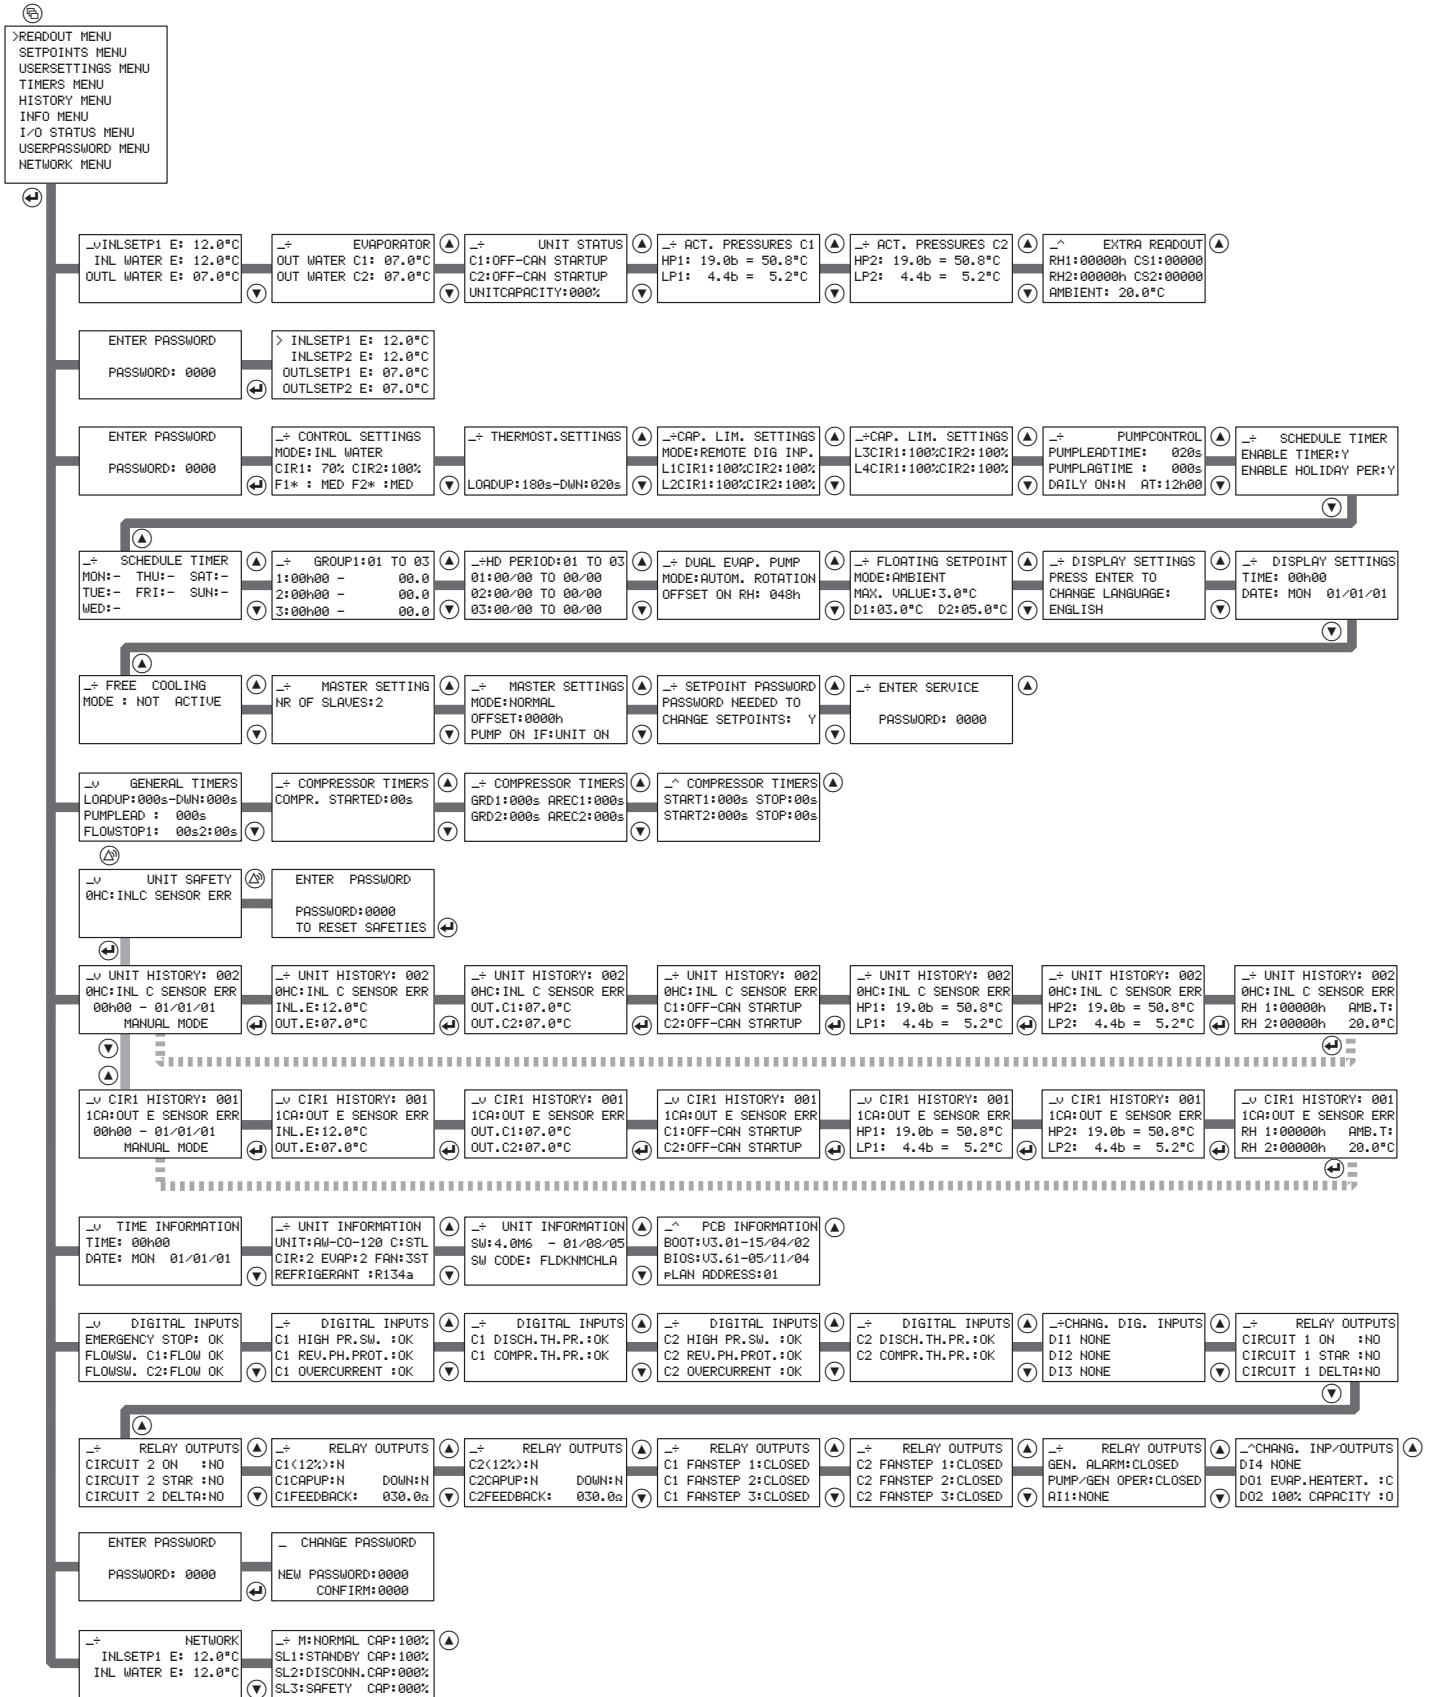 >READOUT MENU
SETPOINTS MENU
USERSETTINGS MENU
TIMERS MENU
HISTORY MENU
INFO MENU
I/O STATUS MENU
USERPASSWORD MENU
NETWORK MENU
_vINLSETP1 E: 12.0°C
INL WATER E: 12.0°C
OUTL WATER E: 07.0°C
_÷ EVAPORATOR
OUT WATER C1: 07.0°C
OUT WATER C2: 07.0°C
_÷ UNIT STATUS
C1:OFF-CAN STARTUP
C2:OFF-CAN STARTUP
UNITCAPACITY:000%
_÷ ACT. PRESSURES C1
HP1: 19.0b = 50.8°C
LP1: 4.4b = 5.2°C
_÷ ACT. PRESSURES C2
HP2: 19.0b = 50.8°C
LP2: 4.4b = 5.2°C
_^ EXTRA READOUT
RH1:00000h CS1:00000
RH2:00000h CS2:00000
AMBIENT: 20.0°C
ENTER PASSWORD
PASSWORD: 0000
> INLSETP1 E: 12.0°C
INLSETP2 E: 12.0°C
OUTLSETP1 E: 07.0°C
OUTLSETP2 E: 07.0°C
ENTER PASSWORD
PASSWORD: 0000
_÷ CONTROL SETTINGS
MODE:INL WATER
CIR1: 70% CIR2:100%
F1* : MED F2* :MED
_÷ THERMOST.SETTINGS
LOADUP:180s-DWN:020s
_÷CAP. LIM. SETTINGS
MODE:REMOTE DIG INP.
L1CIR1:100%CIR2:100%
L2CIR1:100%CIR2:100%
_÷CAP. LIM. SETTINGS
L3CIR1:100%CIR2:100%
L4CIR1:100%CIR2:100%
_÷ PUMPCONTROL
PUMPLEADTIME: 020s
PUMPLAGTIME : 000s
DAILY ON:N AT:12h00
_÷ SCHEDULE TIMER
ENABLE TIMER:Y
ENABLE HOLIDAY PER:Y
_÷ SCHEDULE TIMER
MON:- THU:- SAT:-
TUE:- FRI:- SUN:-
WED:-
_÷ GROUP1:01 TO 03
1:00h00 - 00.0
2:00h00 - 00.0
3:00h00 - 00.0
_÷HD PERIOD:01 TO 03
01:00/00 TO 00/00
02:00/00 TO 00/00
03:00/00 TO 00/00
_÷ DUAL EVAP. PUMP
MODE:AUTOM. ROTATION
OFFSET ON RH: 048h
_÷ FLOATING SETPOINT
MODE:AMBIENT
MAX. VALUE:3.0°C
D1:03.0°C D2:05.0°C
_÷ DISPLAY SETTINGS
PRESS ENTER TO
CHANGE LANGUAGE:
ENGLISH
_÷ DISPLAY SETTINGS
TIME: 00h00
DATE: MON 01/01/01
_÷ FREE COOLING
MODE : NOT ACTIVE
_÷ MASTER SETTING
NR OF SLAVES:2
_÷ MASTER SETTINGS
MODE:NORMAL
OFFSET:0000h
PUMP ON IF:UNIT ON
_÷ SETPOINT PASSWORD
PASSWORD NEEDED TO
CHANGE SETPOINTS: Y
_÷ ENTER SERVICE
PASSWORD: 0000
_v GENERAL TIMERS
LOADUP:000s-DWN:000s
PUMPLEAD : 000s
FLOWSTOP1: 00s2:00s
_÷ COMPRESSOR TIMERS
COMPR. STARTED:00s
_÷ COMPRESSOR TIMERS
GRD1:000s AREC1:000s
GRD2:000s AREC2:000s
_^ COMPRESSOR TIMERS
START1:000s STOP:00s
START2:000s STOP:00s
_v UNIT SAFETY
0HC:INLC SENSOR ERR
ENTER PASSWORD
PASSWORD:0000
TO RESET SAFETIES
_v UNIT HISTORY: 002
0HC:INL C SENSOR ERR
00h00 - 01/01/01
MANUAL MODE
_÷ UNIT HISTORY: 002
0HC:INL C SENSOR ERR
INL.E:12.0°C
OUT.E:07.0°C
_÷ UNIT HISTORY: 002
0HC:INL C SENSOR ERR
OUT.C1:07.0°C
OUT.C2:07.0°C
_÷ UNIT HISTORY: 002
0HC:INL C SENSOR ERR
C1:OFF-CAN STARTUP
C2:OFF-CAN STARTUP
_÷ UNIT HISTORY: 002
0HC:INL C SENSOR ERR
HP1: 19.0b = 50.8°C
LP1: 4.4b = 5.2°C
_÷ UNIT HISTORY: 002
0HC:INL C SENSOR ERR
HP2: 19.0b = 50.8°C
LP2: 4.4b = 5.2°C
_÷ UNIT HISTORY: 002
0HC:INL C SENSOR ERR
RH 1:00000h AMB.T:
RH 2:00000h 20.0°C
_v CIR1 HISTORY: 001
1CA:OUT E SENSOR ERR
00h00 - 01/01/01
MANUAL MODE
_v CIR1 HISTORY: 001
1CA:OUT E SENSOR ERR
INL.E:12.0°C
OUT.E:07.0°C
_v CIR1 HISTORY: 001
1CA:OUT E SENSOR ERR
OUT.C1:07.0°C
OUT.C2:07.0°C
_v CIR1 HISTORY: 001
1CA:OUT E SENSOR ERR
C1:OFF-CAN STARTUP
C2:OFF-CAN STARTUP
_v CIR1 HISTORY: 001
1CA:OUT E SENSOR ERR
HP1: 19.0b = 50.8°C
LP1: 4.4b = 5.2°C
_v CIR1 HISTORY: 001
1CA:OUT E SENSOR ERR
HP2: 19.0b = 50.8°C
LP2: 4.4b = 5.2°C
_v CIR1 HISTORY: 001
1CA:OUT E SENSOR ERR
RH 1:00000h AMB.T:
RH 2:00000h 20.0°C
_v TIME INFORMATION
TIME: 00h00
DATE: MON 01/01/01
_÷ UNIT INFORMATION
UNIT:AW-CO-120 C:STL
CIR:2 EVAP:2 FAN:3ST
REFRIGERANT :R134a
_÷ UNIT INFORMATION
SW:4.0M6 - 01/08/05
SW CODE: FLDKNMCHLA
_^ PCB INFORMATION
BOOT:V3.01-15/04/02
BIOS:V3.61-05/11/04
PLAN ADDRESS:01
_v DIGITAL INPUTS
EMERGENCY STOP: OK
FLOWSW. C1:FLOW OK
FLOWSW. C2:FLOW OK
_÷ DIGITAL INPUTS
C1 HIGH PR.SW. :OK
C1 REV.PH.PROT.:OK
C1 OVERCURRENT :OK
_÷ DIGITAL INPUTS
C1 DISCH.TH.PR.:OK
C1 COMPR.TH.PR.:OK
_÷ DIGITAL INPUTS
C2 HIGH PR.SW. :OK
C2 REV.PH.PROT.:OK
C2 OVERCURRENT :OK
_÷ DIGITAL INPUTS
C2 DISCH.TH.PR.:OK
C2 COMPR.TH.PR.:OK
_÷CHANG. DIG. INPUTS
DI1 NONE
DI2 NONE
DI3 NONE
_÷ RELAY OUTPUTS
CIRCUIT 1 ON :NO
CIRCUIT 1 STAR :NO
CIRCUIT 1 DELTA:NO
_÷ RELAY OUTPUTS
CIRCUIT 2 ON :NO
CIRCUIT 2 STAR :NO
CIRCUIT 2 DELTA:NO
_÷ RELAY OUTPUTS
C1(12%):N
C1CAPUP:N DOWN:N
C1FEEDBACK: 030.0Ω
_÷ RELAY OUTPUTS
C2(12%):N
C2CAPUP:N DOWN:N
C2FEEDBACK: 030.0Ω
_÷ RELAY OUTPUTS
C1 FANSTEP 1:CLOSED
C1 FANSTEP 2:CLOSED
C1 FANSTEP 3:CLOSED
_÷ RELAY OUTPUTS
C2 FANSTEP 1:CLOSED
C2 FANSTEP 2:CLOSED
C2 FANSTEP 3:CLOSED
_÷ RELAY OUTPUTS
GEN. ALARM:CLOSED
PUMP/GEN OPER:CLOSED
AI1:NONE
_^CHANG. INP/OUTPUTS
DI4 NONE
DO1 EVAP.HEATERT. :C
DO2 100% CAPACITY :O
ENTER PASSWORD
PASSWORD: 0000
_ CHANGE PASSWORD
NEW PASSWORD:0000
CONFIRM:0000
_÷ NETWORK
INLSETP1 E: 12.0°C
INL WATER E: 12.0°C
_÷ M:NORMAL CAP:100%
SL1:STANDBY CAP:100%
SL2:DISCONN.CAP:000%
SL3:SAFETY CAP:000%